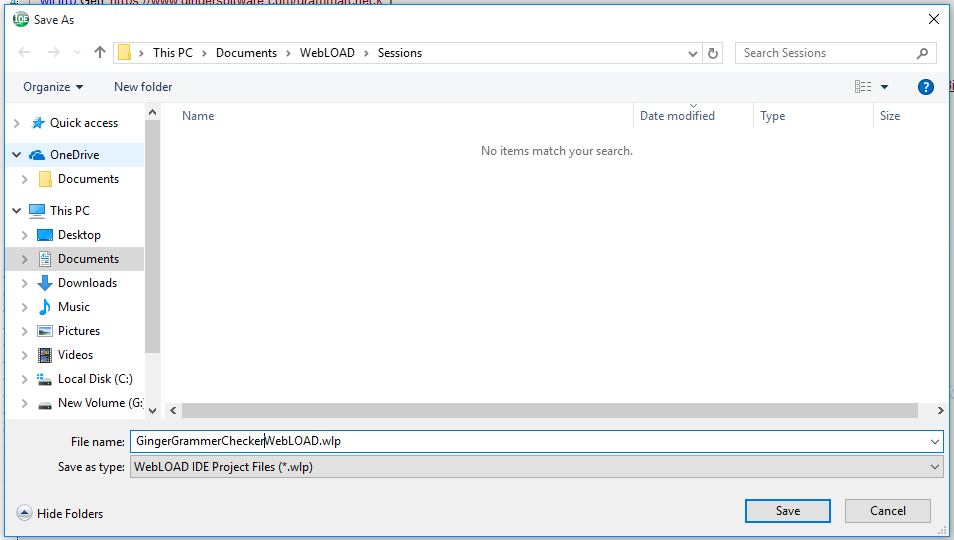 wlHttp.Get("https://www.gingersoftware.com/grammarcheck")
IDE Save As
This PC > Documents > WebLOAD > Sessions
Search Sessions
Organize
New folder
Name
Date modified
Type
Size
No items match your search.
Quick access
OneDrive
Documents
This PC
Desktop
Documents
Downloads
Music
Pictures
Videos
Local Disk (C:)
New Volume (G:
File name: GingerGrammerCheckerWebLOAD.wlp
Save as type: WebLOAD IDE Project Files (*.wlp)
Hide Folders
Save
Cancel